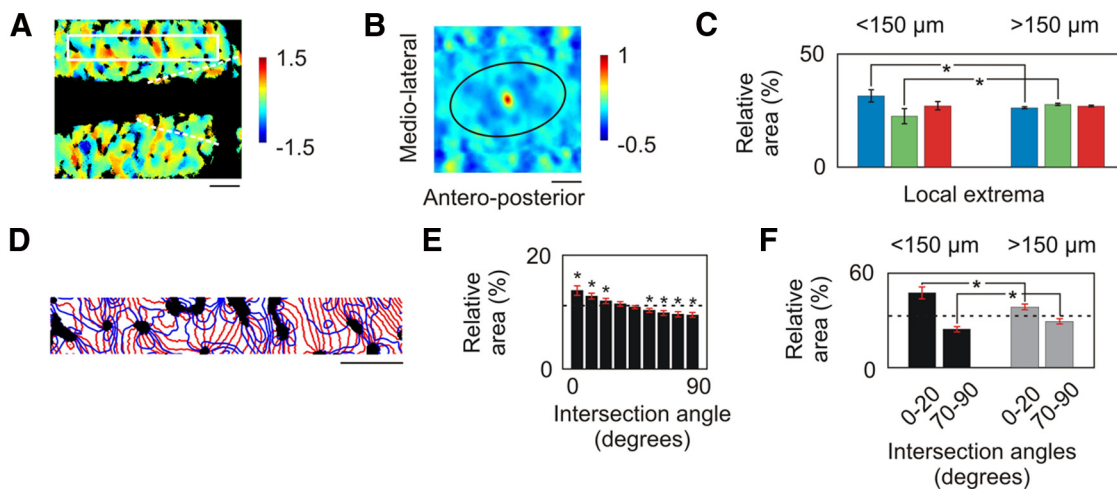 A
1.5
-1.5
B
Medio-lateral
Antero-posterior
1
-0.5
C
<150 µm >150 µm
50
0
Relative
area (%)
* 
*
Local extrema
D
E
20
0
Relative
area (%)
* * * * * * *
0 90
Intersection angle
(degrees)
F
<150 µm >150 µm
60
0
Relative
area (%)
*
*
0-20 70-90 0-20 70-90
Intersection angles
(degrees)